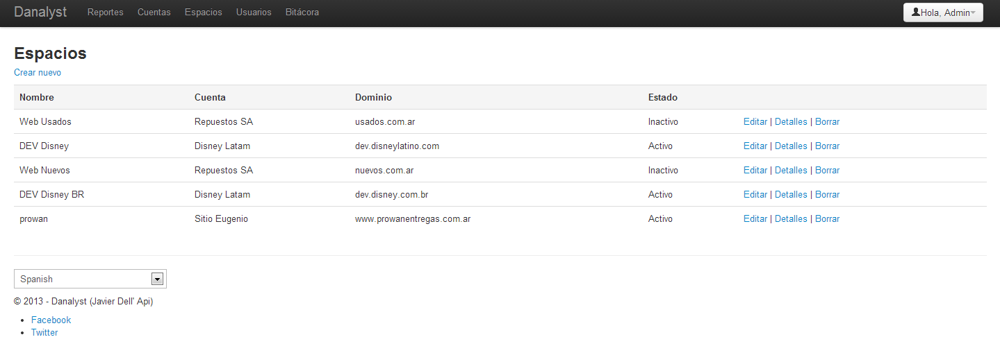 Danalyst Reportes Cuentas Espacios Usuarios Bitácora Hola, Admin
Espacios
Crear nuevo
Nombre Cuenta Dominio Estado
Web Usados Repuestos SA usados.com.ar Inactivo Editar | Detalles | Borrar
DEV Disney Disney Latam dev.disneylatino.com Activo Editar | Detalles | Borrar
Web Nuevos Repuestos SA nuevos.com.ar Inactivo Editar | Detalles | Borrar
DEV Disney BR Disney Latam dev.disney.com.br Activo Editar | Detalles | Borrar
prowan Sitio Eugenio www.prowanentregas.com.ar Activo Editar | Detalles | Borrar
Spanish
© 2013 - Danalyst (Javier Dell' Api)
• Facebook
• Twitter